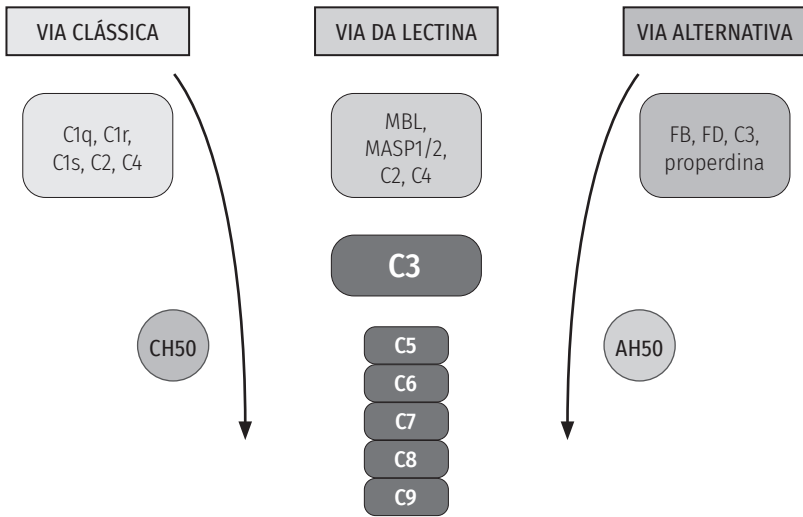 VIA CLÁSSICA
VIA DA LECTINA
VIA ALTERNATIVA
C1q, C1r,
C1s, C2, C4
MBL,
MASP1/2,
C2, C4
FB, FD, C3,
properdina
C3
CH50
AH50
C5
C6
C7
C8
C9